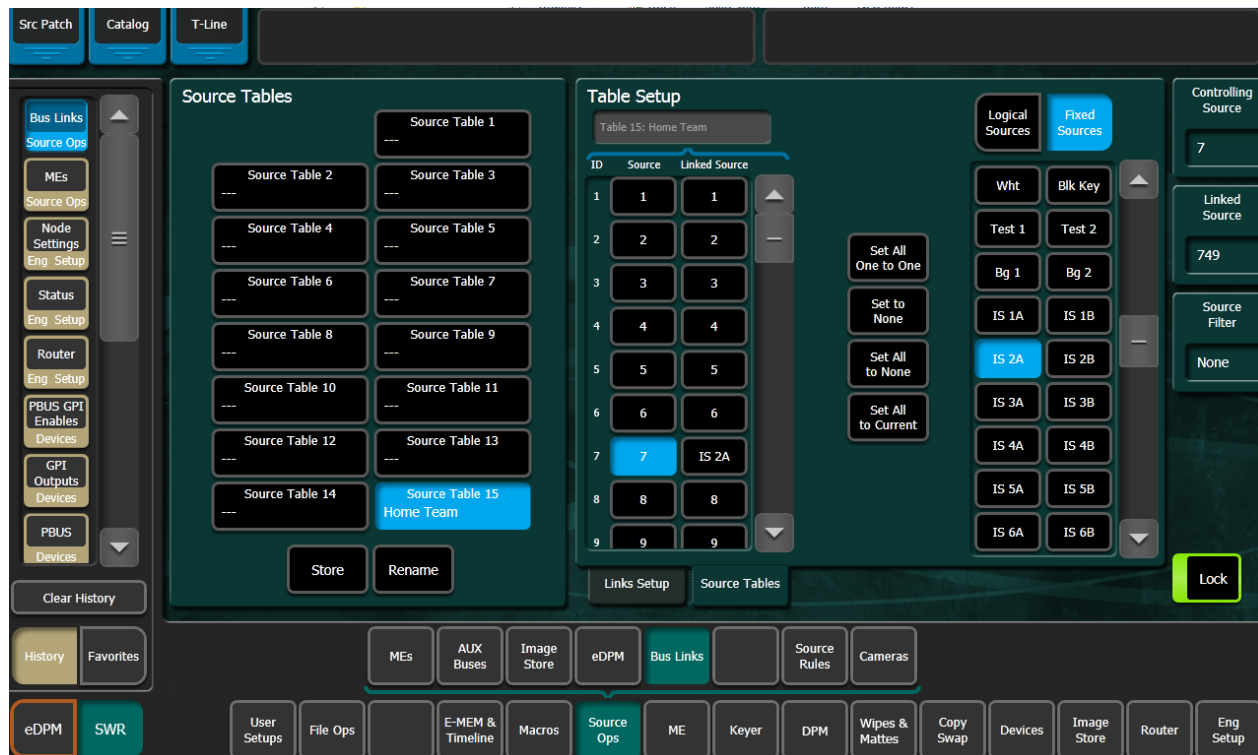 Src Patch
Catalog
T-Line
Bus Links
Source Ops
MEs
Source Ops
Node
Settings
Eng Setup
Status
Eng Setup
Router
Eng Setup
PBUS GPI
Enables
Devices
GPI
Outputs
Devices
PBUS
Devices
Clear History
History
Favorites
Source Tables
Source Table 1
---
Source Table 2
---
Source Table 3
---
Source Table 4
---
Source Table 5
---
Source Table 6
---
Source Table 7
---
Source Table 8
---
Source Table 9
---
Source Table 10
---
Source Table 11
---
Source Table 12
---
Source Table 13
---
Source Table 14
---
Source Table 15
Home Team
Store
Rename
Table Setup
Table 15: Home Team
ID Source Linked Source
1 1 1
2 2 2
3 3 3
4 4 4
5 5 5
6 6 6
7 7 IS 2A
8 8 8
9 9 9
Set All
One to One
Set to
None
Set All
to None
Set All
to Current
Logical
Sources
Fixed
Sources
Wht Blk Key
Test 1 Test 2
Bg 1 Bg 2
IS 1A IS 1B
IS 2A IS 2B
IS 3A IS 3B
IS 4A IS 4B
IS 5A IS 5B
IS 6A IS 6B
Links Setup
Source Tables
Controlling
Source
7
Linked
Source
749
Source
Filter
None
Lock
MEs
AUX
Buses
Image
Store
eDPM
Bus Links
Source
Rules
Cameras
eDPM
SWR
User
Setups
File Ops
E-MEM &
Timeline
Macros
Source
Ops
ME
Keyer
DPM
Wipes &
Mattes
Copy
Swap
Devices
Image
Store
Router
Eng
Setup